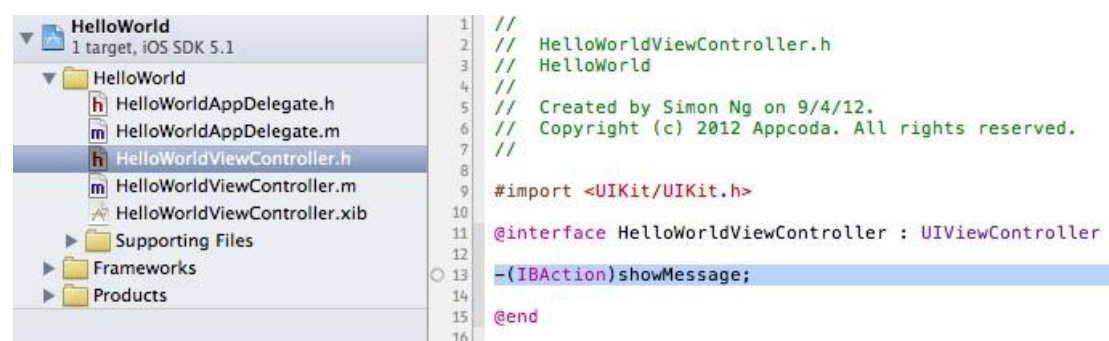 HelloWorld
1 target, iOS SDK 5.1
HelloWorld
h HelloWorldAppDelegate.h
m HelloWorldAppDelegate.m
h HelloWorldViewController.h
m HelloWorldViewController.m
HelloWorldViewController.xib
Supporting Files
Frameworks
Products
1 //
2 //  HelloWorldViewController.h
3 //  HelloWorld
4 //
5 //  Created by Simon Ng on 9/4/12.
6 //  Copyright (c) 2012 Appcoda. All rights reserved.
7 //
8
9 #import <UIKit/UIKit.h>
10
11 @interface HelloWorldViewController : UIViewController
12
13 -(IBAction)showMessage;
14
15 @end
16